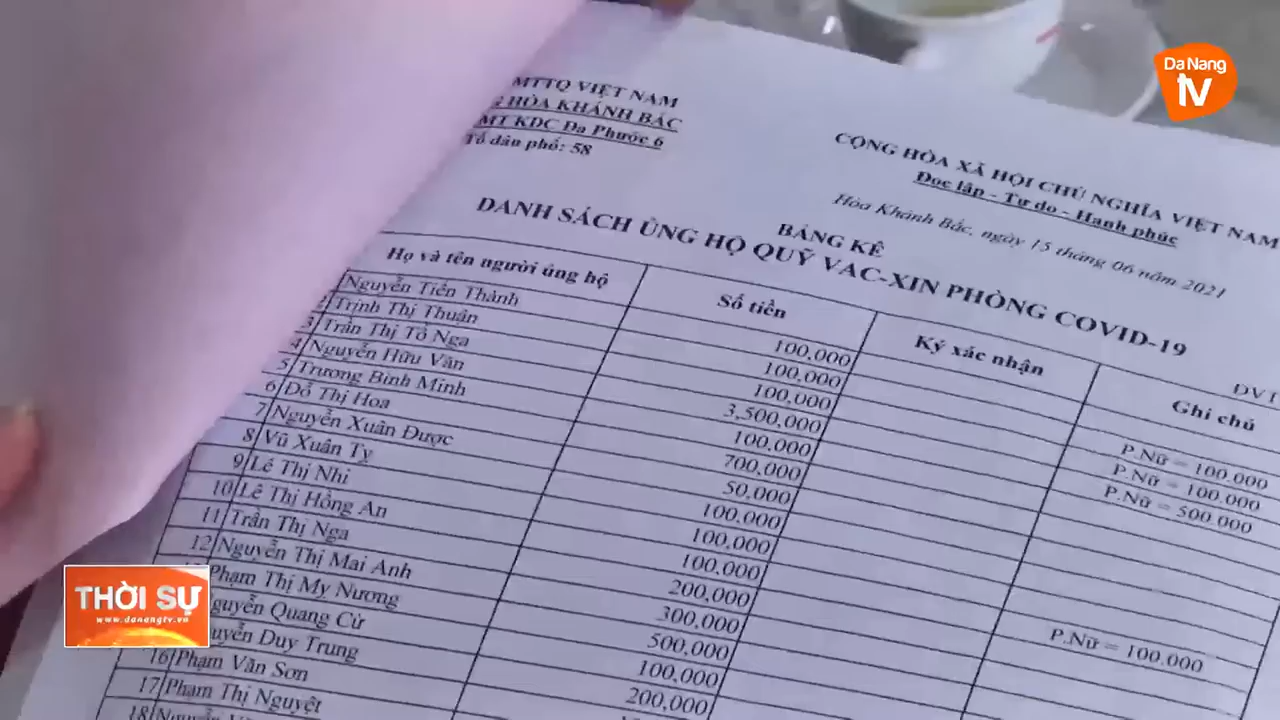 MTTQ VIỆT NAM
G HÒA KHÁNH BẮC
MT KDC Đa Phước 6
Tổ dân phố: 58
CỘNG HÒA XÃ HỘI CHỦ NGHĨA VIỆT NAM
Độc lập - Tự do - Hạnh phúc
Hòa Khánh Bắc, ngày 15 tháng 06 năm 2021
BẢNG KÊ
DANH SÁCH ỦNG HỘ QUỸ VAC-XIN PHÒNG COVID-19
ĐVT
Họ và tên người ủng hộ Số tiền Ký xác nhận Ghi chú
Nguyễn Tiến Thành 100,000
2 Trịnh Thị Thuân 100,000 P.Nữ = 100.000
3 Trần Thị Tố Nga 100,000 P.Nữ = 100.000
4 Nguyễn Hữu Văn 3,500,000 P.Nữ = 500.000
5 Trương Bình Minh 100,000
6 Đỗ Thị Hoa 700,000
7 Nguyễn Xuân Được 50,000
8 Vũ Xuân Tý 100,000
9 Lê Thị Nhi 100,000
10 Lê Thị Hồng An 100,000 P.Nữ = 100.000
11 Trần Thị Nga 200,000
12 Nguyễn Thị Mai Anh 300,000
Phạm Thị My Nương 500,000
guyễn Quang Cừ 100,000
uyễn Duy Trung 200,000
16 Phạm Văn Sơn
17 Phạm Thị Nguyệt
18
Da Nang
tv
THỜI SỰ
www.danangtv.vn